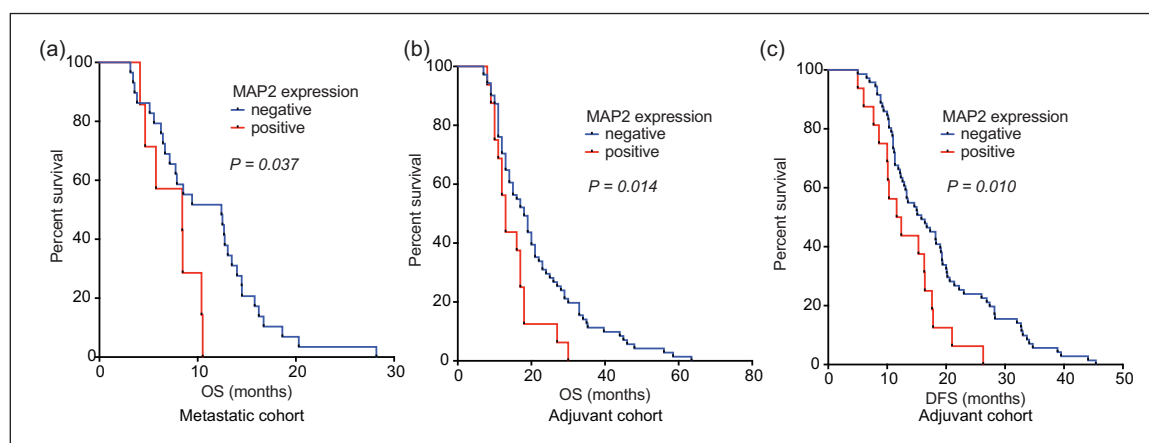 (a)
100
80
60
40
20
0
Percent survival
MAP2 expression
negative
positive
P = 0.037
0
10
20
30
OS (months)
Metastatic cohort
(b)
100
80
60
40
20
0
Percent survival
MAP2 expression
negative
positive
P = 0.014
0
20
40
60
80
OS (months)
Adjuvant cohort
(c)
100
80
60
40
20
0
Percent survival
MAP2 expression
negative
positive
P = 0.010
0
10
20
30
40
50
DFS (months)
Adjuvant cohort